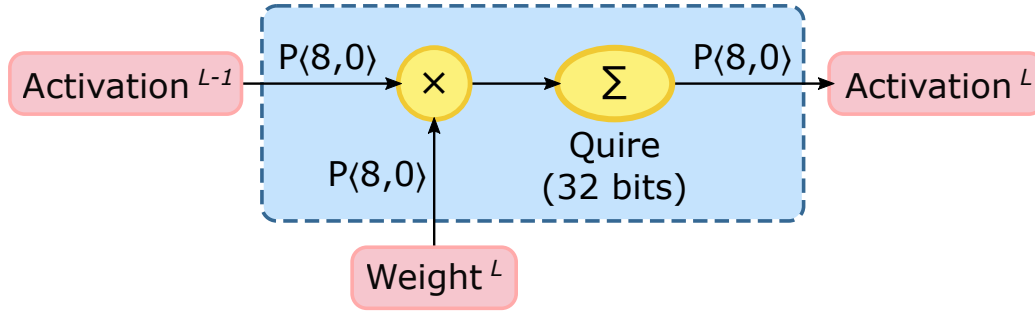 P⟨8,0⟩
P⟨8,0⟩
Activation L-1
×
Σ
Activation L
Quire
(32 bits)
P⟨8,0⟩
Weight L